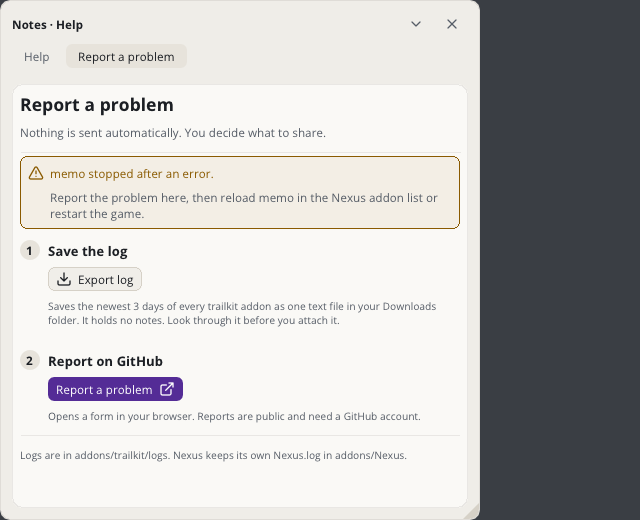 Notes · Help
Help
Report a problem
Report a problem
Nothing is sent automatically. You decide what to share.
memo stopped after an error.
Report the problem here, then reload memo in the Nexus addon list or
restart the game.
1 Save the log
Export log
Saves the newest 3 days of every trailkit addon as one text file in your Downloads
folder. It holds no notes. Look through it before you attach it.
2 Report on GitHub
Report a problem
Opens a form in your browser. Reports are public and need a GitHub account.
Logs are in addons/trailkit/logs. Nexus keeps its own Nexus.log in addons/Nexus.